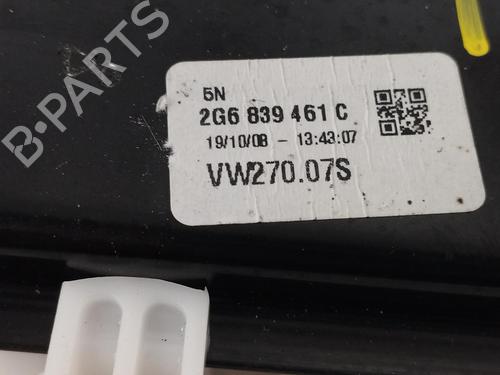 B-PARTS
5N
2G6 839 461 C
19/10/08 - 13:43:07
VW270.07S